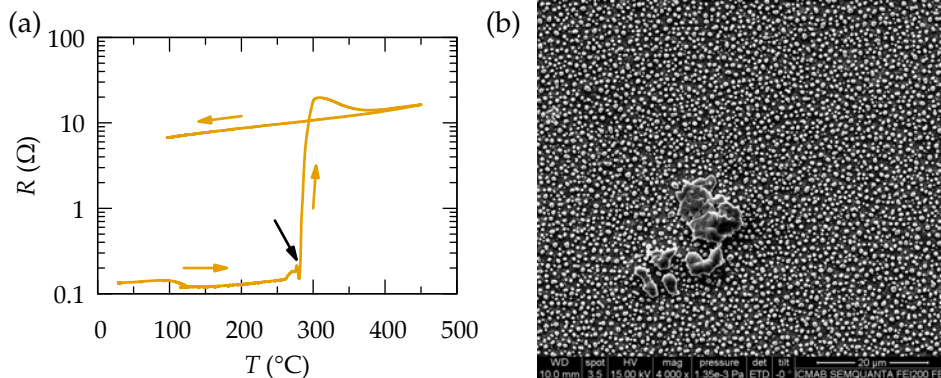 (a)
100
10
1
0.1
R (Ω)
0 100 200 300 400 500
T (°C)
(b)
WD spot HV mag pressure det tilt
10.0 mm 3.5 15.00 kV 4 000 x 1.35e-3 Pa ETD -0 °
20 µm
ICMAB SEMQUANTA FEI200 FE